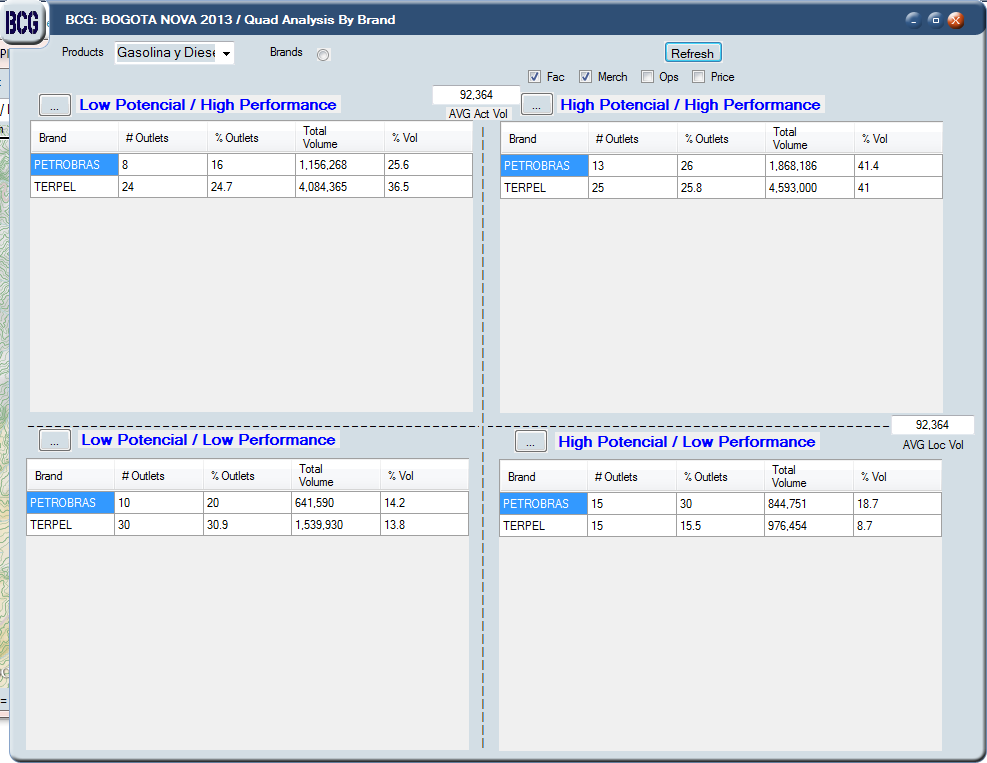 BCG
BCG: BOGOTA NOVA 2013 / Quad Analysis By Brand
Products Gasolina y Diese Brands Refresh
Fac Merch Ops Price
92,364
AVG Act Vol
... Low Potencial / High Performance
Brand # Outlets % Outlets Total Volume % Vol
PETROBRAS 8 16 1,156,268 25.6
TERPEL 24 24.7 4,084,365 36.5
... High Potencial / High Performance
Brand # Outlets % Outlets Total Volume % Vol
PETROBRAS 13 26 1,868,186 41.4
TERPEL 25 25.8 4,593,000 41
92,364
AVG Loc Vol
... Low Potencial / Low Performance
Brand # Outlets % Outlets Total Volume % Vol
PETROBRAS 10 20 641,590 14.2
TERPEL 30 30.9 1,539,930 13.8
... High Potencial / Low Performance
Brand # Outlets % Outlets Total Volume % Vol
PETROBRAS 15 30 844,751 18.7
TERPEL 15 15.5 976,454 8.7